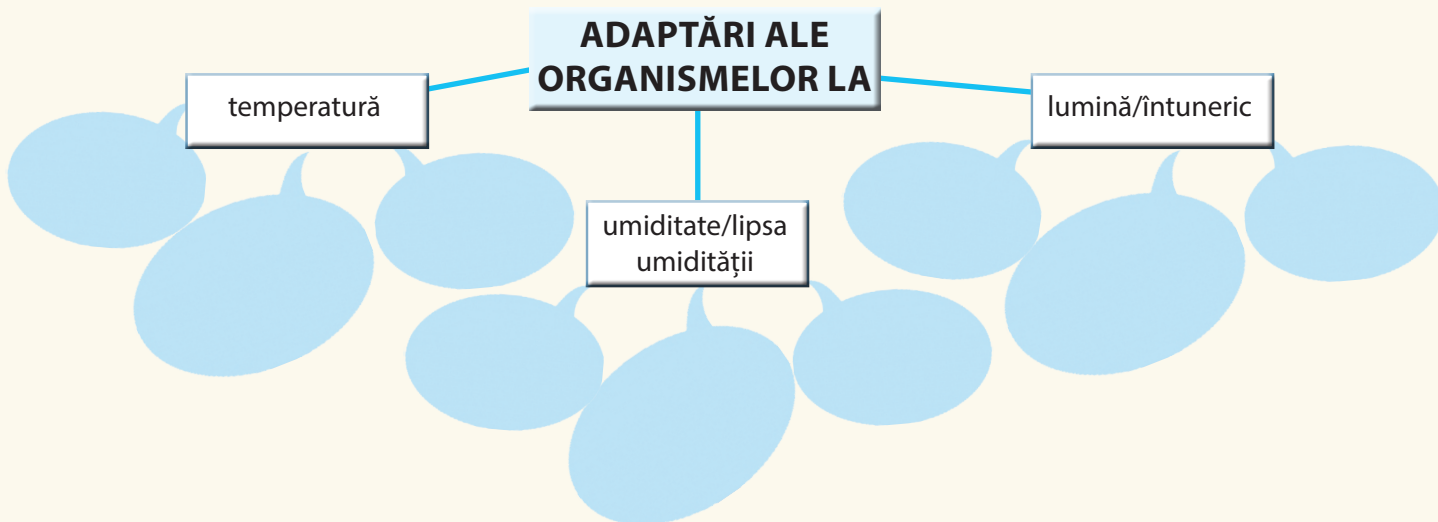 ADAPTĂRI ALE
ORGANISMELOR LA
temperatură
lumină/întuneric
umiditate/lipsa
umidității